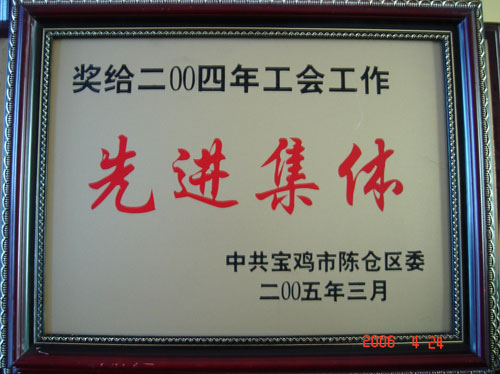 奖给二00四年工会工作
先进集体
中共宝鸡市陈仓区委
二00五年三月
2006 4 24